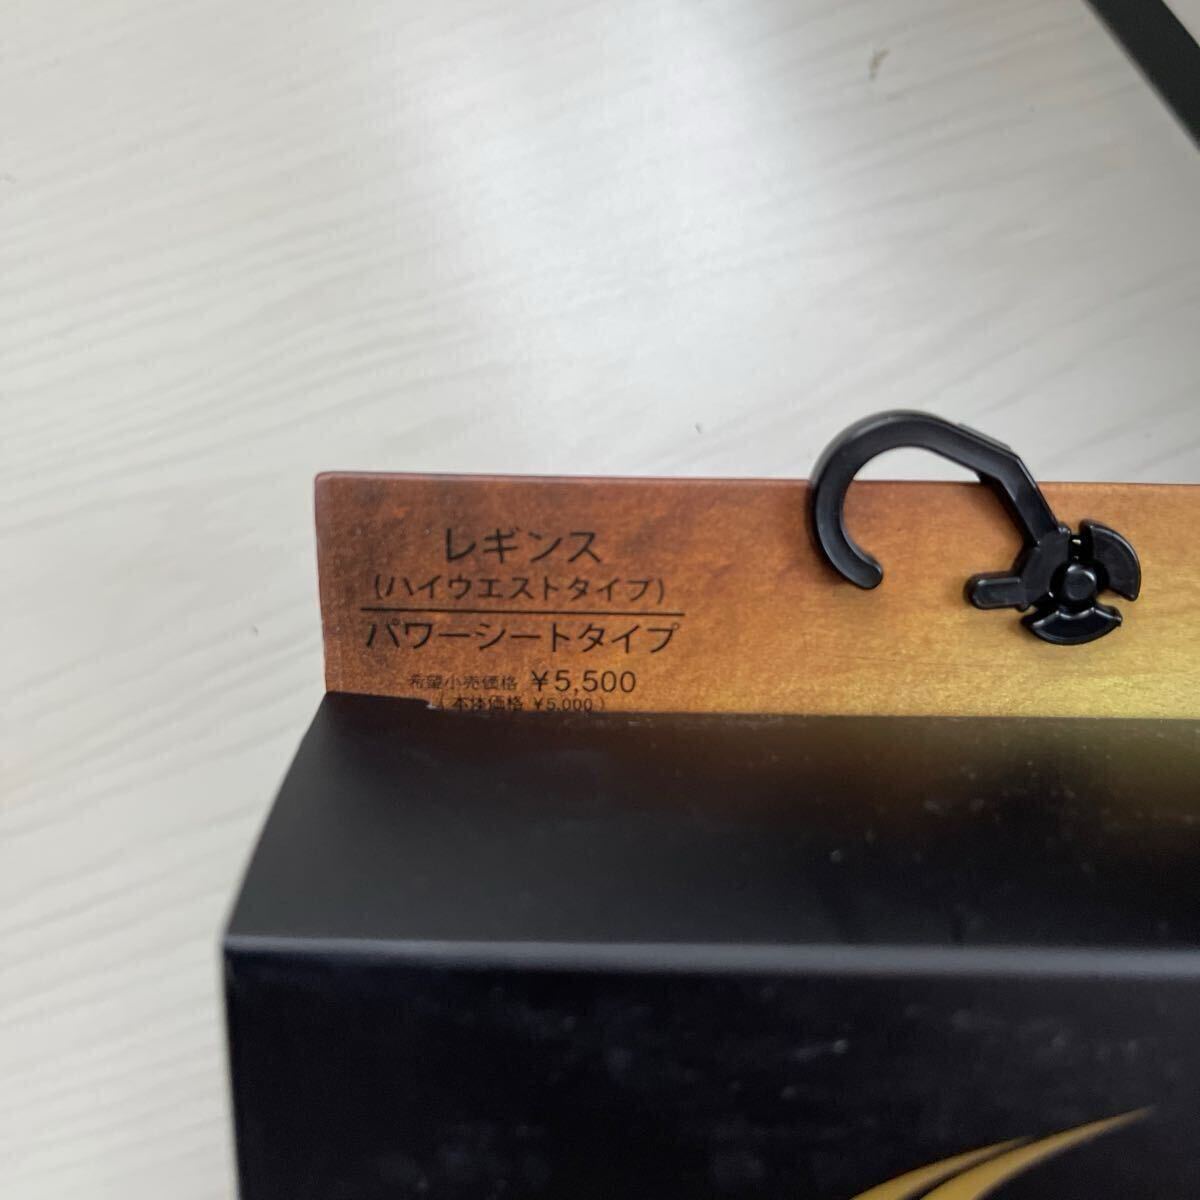 レギンス
(ハイウエストタイプ)
パワーシートタイプ
希望小売価格 ¥5,500
(本体価格 ¥5,000)